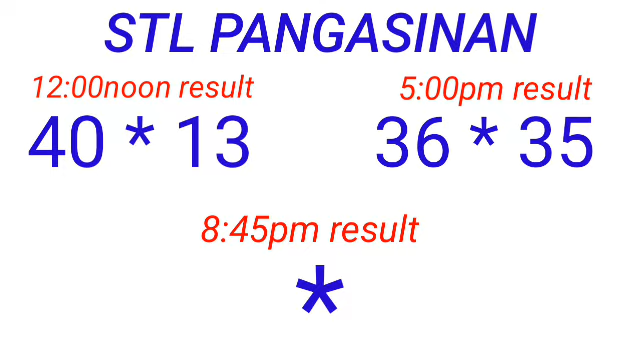 STL PANGASINAN
12:00noon result
40 * 13
5:00pm result
36 * 35
8:45pm result
*